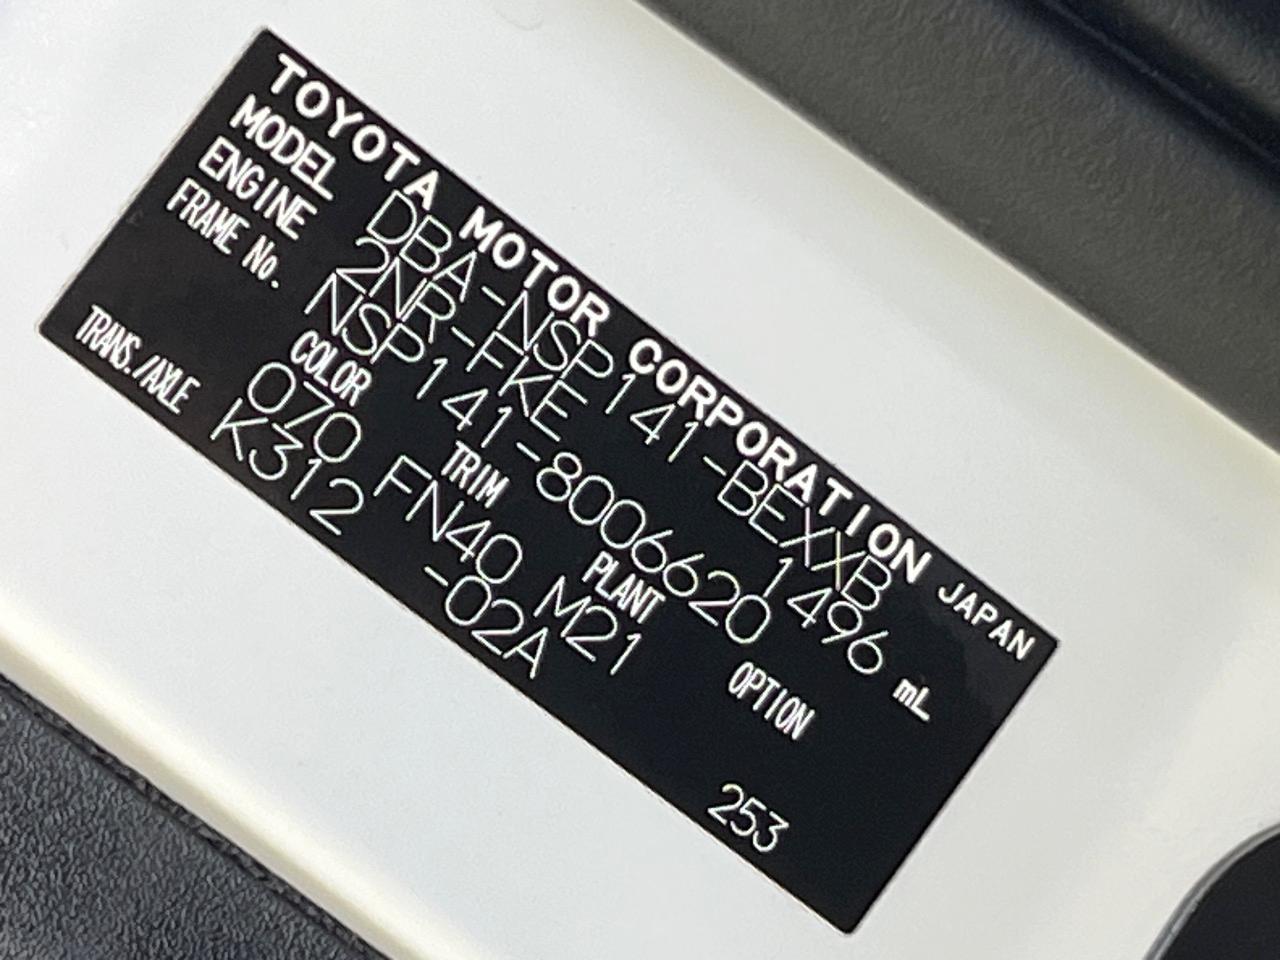 TOYOTA MOTOR CORPORATION JAPAN
MODEL DBA-NSP141-BEXXB
ENGINE 2NR-FKE 1496 mL
FRAME No. NSP141-8006620
COLOR TRIM PLANT OPTION
070 FN40 M21
TRANS./AXLE K312 -02A
253